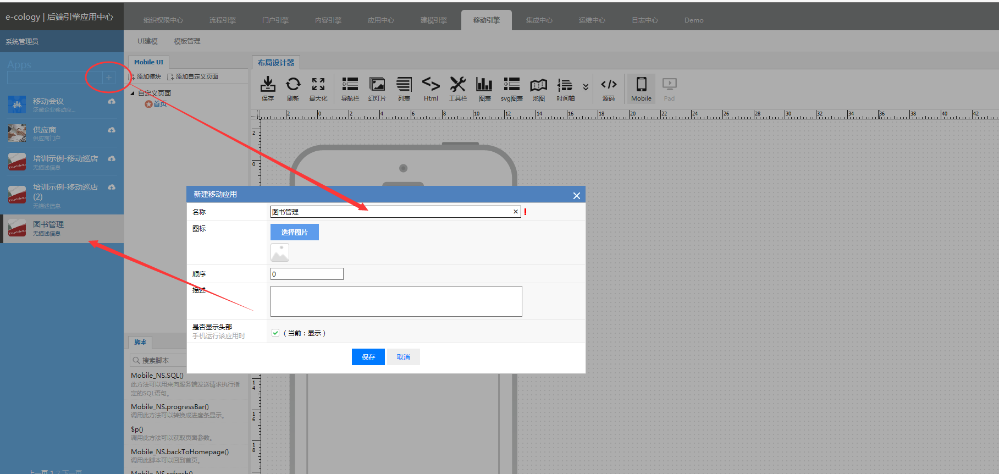 e-cology | 后端引擎应用中心
组织权限中心
流程引擎
门户引擎
内容引擎
应用中心
建模引擎
移动引擎
集成中心
运维中心
日志中心
Demo
系统管理员
UI建模
模板管理
Apps
+
移动会议
泛微企业移动应...
供应商
供应商门户
培训示例-移动巡店
无描述信息
培训示例-移动巡店
(2)
无描述信息
图书管理
无描述信息
上一页 1 2 下一页
Mobile UI
添加模块
添加自定义页面
自定义页面
首页
布局设计器
保存
刷新
最大化
导航栏
幻灯片
列表
Html
工具栏
图表
svg图表
地图
时间轴
源码
Mobile
Pad
2 0 2 4 6 8 10 12 14 16 18 20 22 24 26 28 30 32 34 36 38 40 42
2
0
14
16
18
新建移动应用
名称
图书管理
图标
选择图片
顺序
0
描述
是否显示头部
手机运行该应用时
( 当前：显示 )
保存
取消
脚本
搜索脚本
Mobile_NS.SQL()
此方法可以用来向服务端发送请求执行指
定的SQL语句。
Mobile_NS.progressBar()
调用此方法可以转换成进度条显示。
$p()
调用此方法可以获取页面参数。
Mobile_NS.backToHomepage()
调用此脚本可以回到首页。
Mobile_NS.refresh()